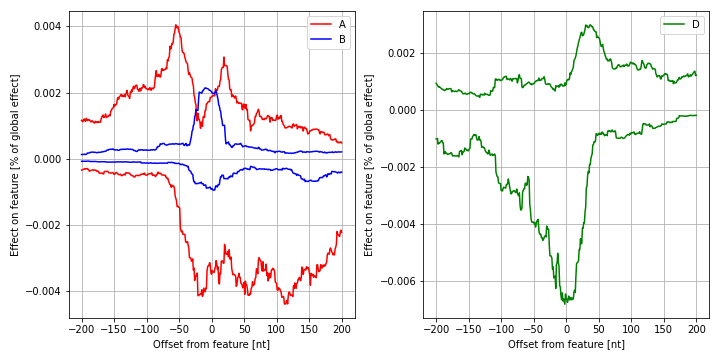 0.004
0.002
0.000
−0.002
−0.004
Effect on feature [% of global effect]
−200 −150 −100 −50 0 50 100 150 200
Offset from feature [nt]
A
B
0.002
0.000
−0.002
−0.004
−0.006
Effect on feature [% of global effect]
−200 −150 −100 −50 0 50 100 150 200
Offset from feature [nt]
D